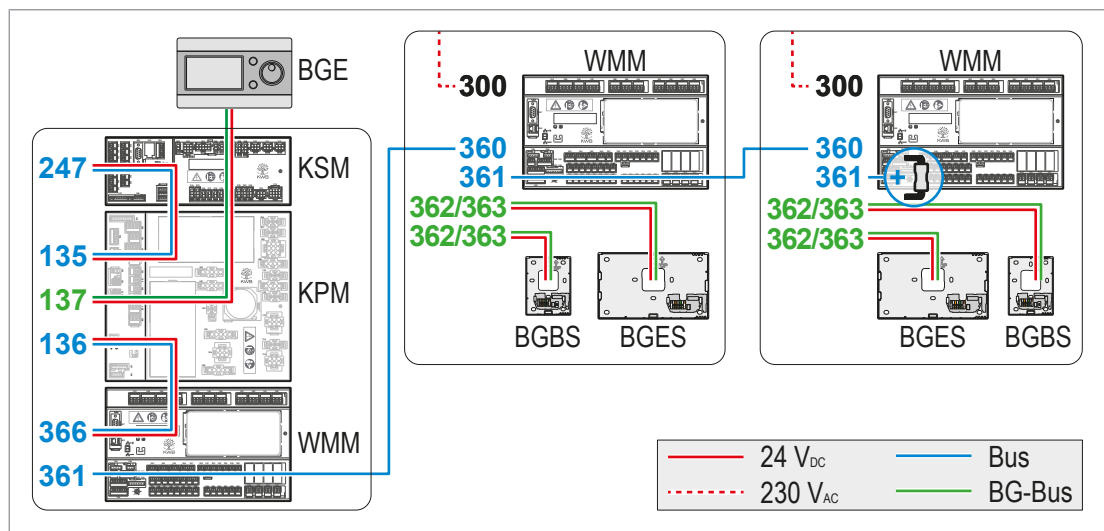 BGE
247
KSM
135
137
KPM
136
366
WMM
361
300
WMM
360
361
362/363
362/363
BGBS
BGES
300
WMM
360
361
+
362/363
362/363
BGES
BGBS
24 VDC
Bus
230 VAC
BG-Bus